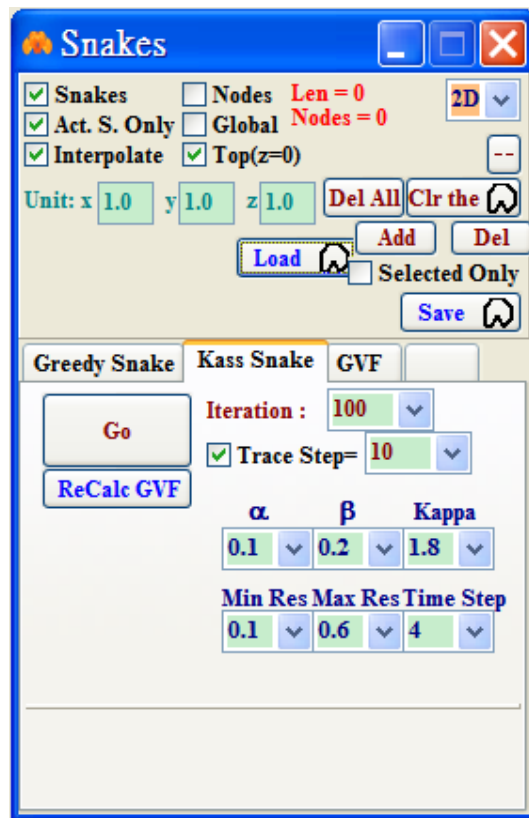 Snakes
Snakes Nodes Len = 0 2D
Act. S. Only Global Nodes = 0
Interpolate Top(z=0) --
Unit: x 1.0 y 1.0 z 1.0 Del All Clr the
Add Del
Load Selected Only
Save
Greedy Snake Kass Snake GVF
Go Iteration : 100
Trace Step= 10
ReCalc GVF
α β Kappa
0.1 0.2 1.8
Min Res Max Res Time Step
0.1 0.6 4